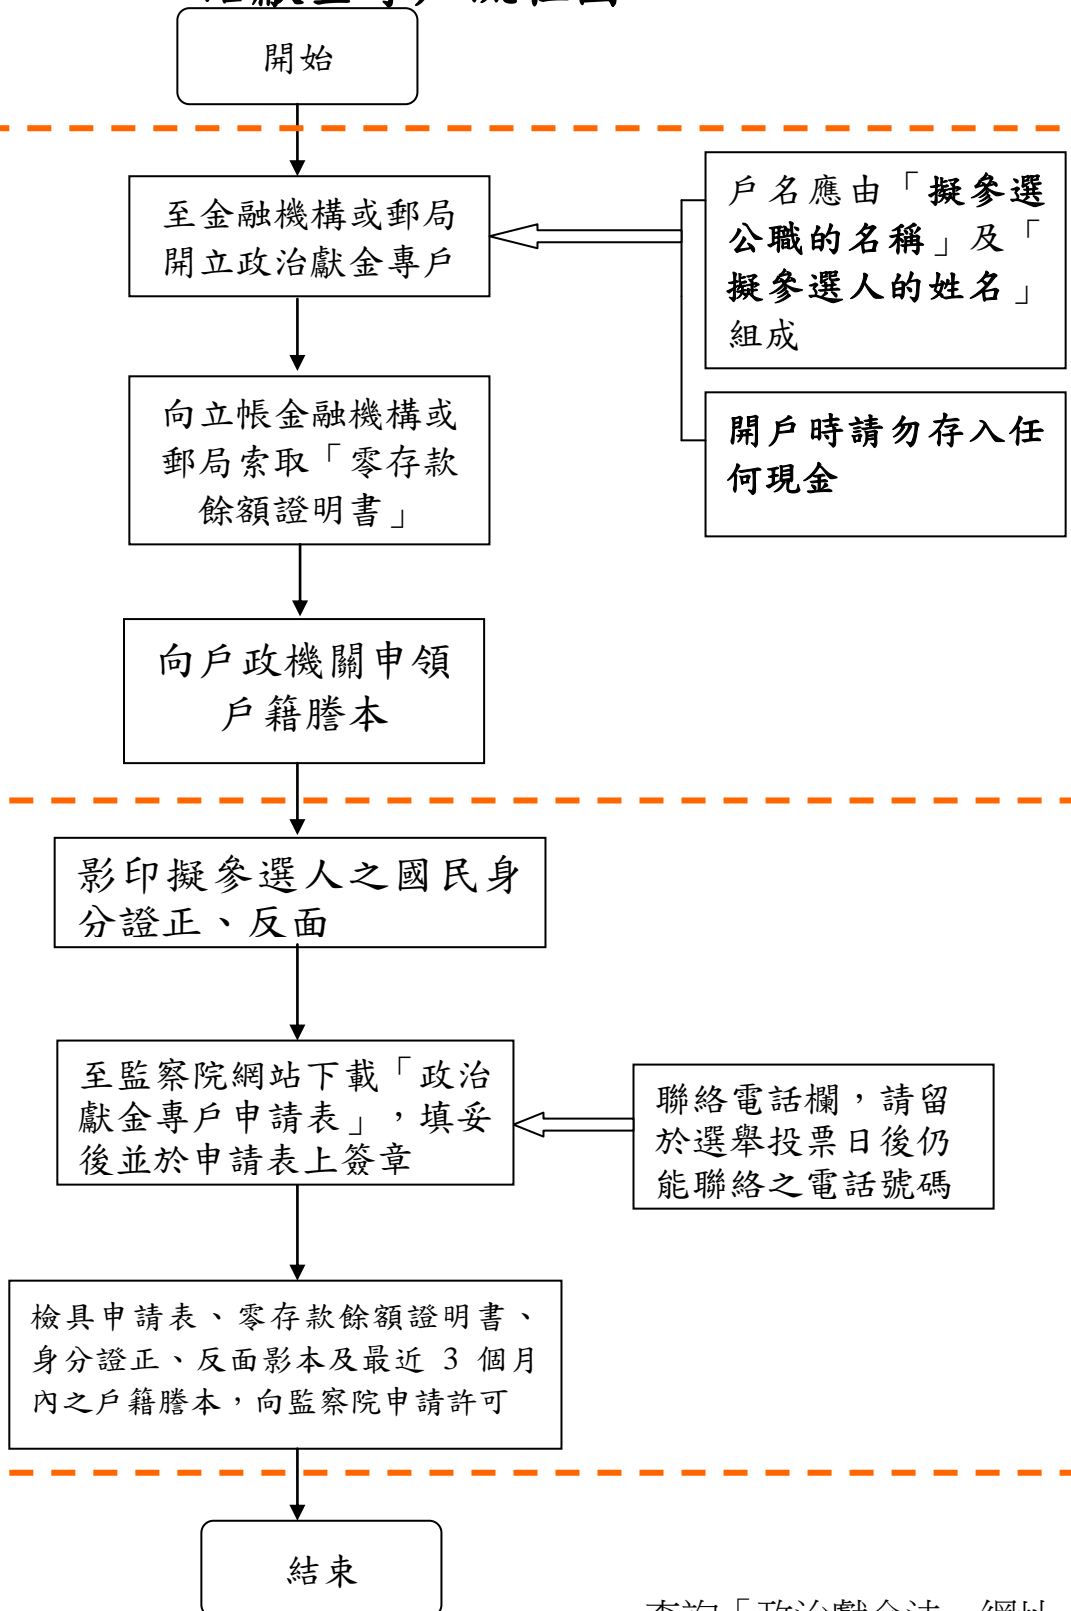 開始
至金融機構或郵局
開立政治獻金專戶
戶名應由「擬參選
公職的名稱」及「
擬參選人的姓名」
組成
向立帳金融機構或
郵局索取「零存款
餘額證明書」
開戶時請勿存入任
何現金
向戶政機關申領
戶籍謄本
影印擬參選人之國民身
分證正、反面
至監察院網站下載「政治
獻金專戶申請表」，填妥
後並於申請表上簽章
聯絡電話欄，請留
於選舉投票日後仍
能聯絡之電話號碼
檢具申請表、零存款餘額證明書、
身分證正、反面影本及最近 3 個月
內之戶籍謄本，向監察院申請許可
結束